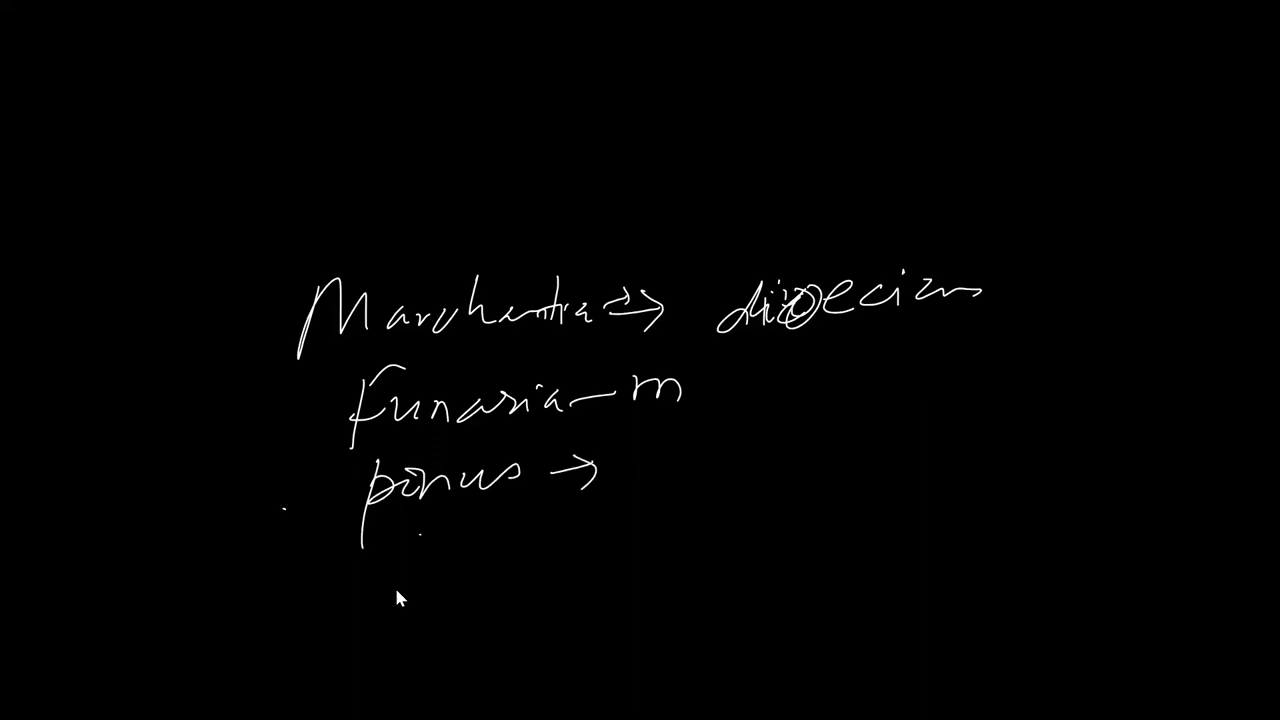 Marchantia →→ dioecious
Funaria - m
pinus →